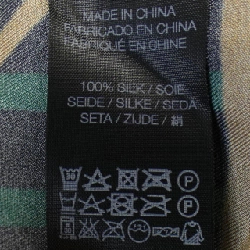 MADE IN CHINA
FABRICADO EN CHINA
FABRIQUÉ EN CHINE
100% SILK / SOIE
SEIDE / SILKE / SEDA
SETA / ZIJDE / 絹
P
P